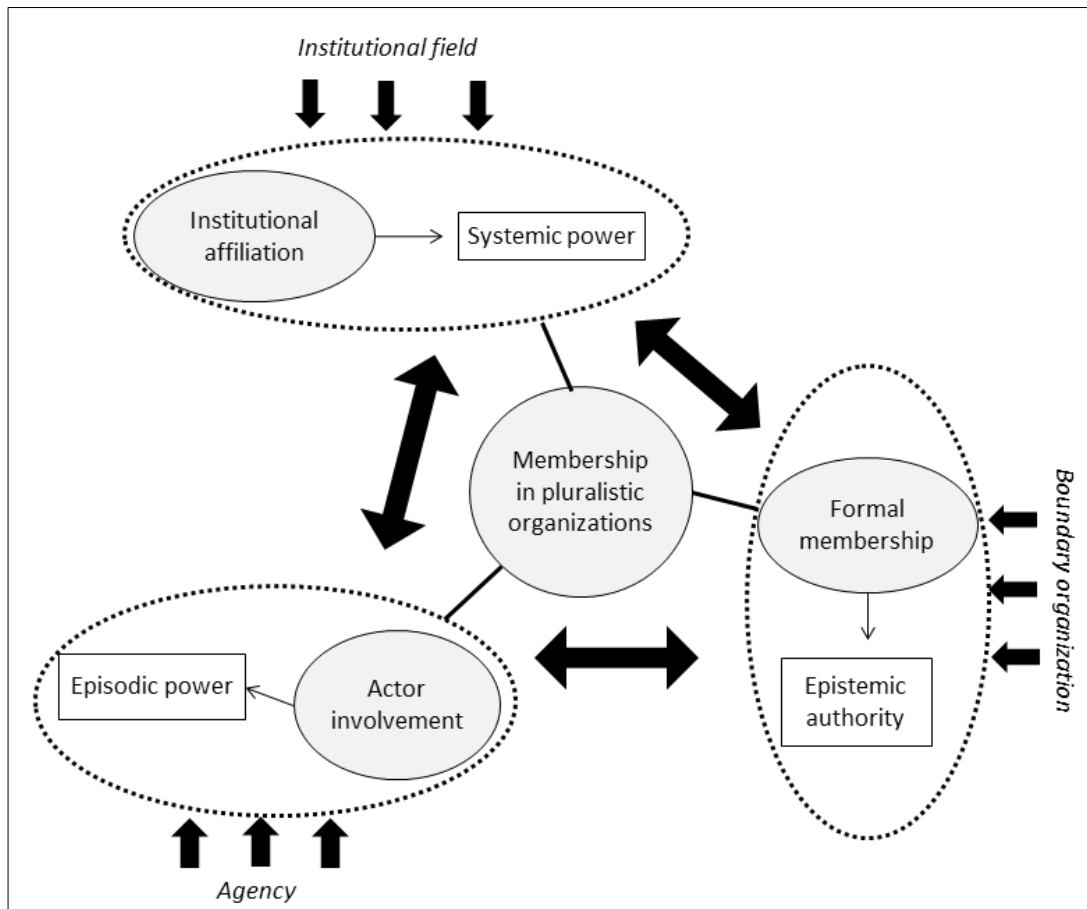 Institutional field
Institutional
affiliation
Systemic power
Membership
in pluralistic
organizations
Formal
membership
Boundary organization
Episodic power
Actor
involvement
Epistemic
authority
Agency